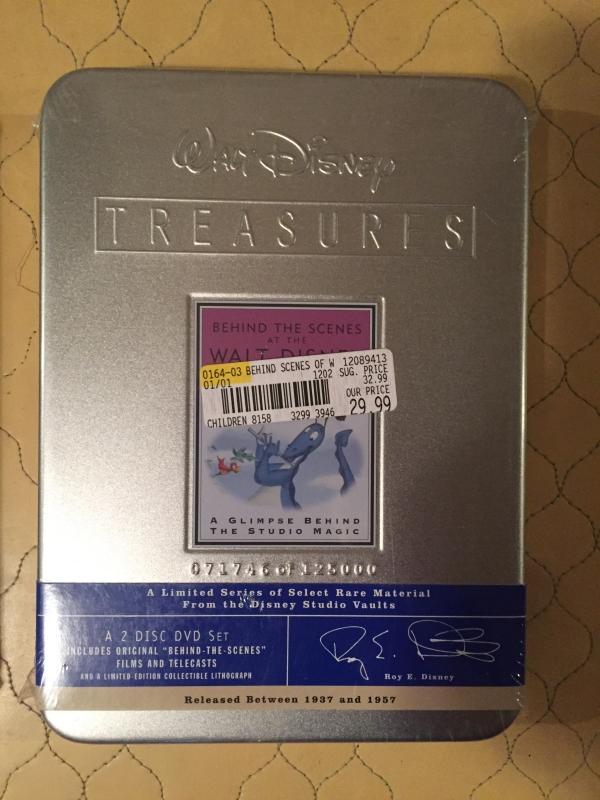 Walt Disney
TREASURES
BEHIND THE SCENES
AT THE
WALT DISNEY
0164-03 BEHIND SCENES OF W 12089413
01/01 1202 SUG. PRICE
32.99
OUR PRICE
29.99
CHILDREN 8158 3299 3946
A GLIMPSE BEHIND
THE STUDIO MAGIC
071746 OF 125000
A Limited Series of Select Rare Material
From the Disney Studio Vaults
A 2 DISC DVD SET
INCLUDES ORIGINAL "BEHIND-THE-SCENES"
FILMS AND TELECASTS
AND A LIMITED-EDITION COLLECTIBLE LITHOGRAPH
Roy E. Disney
Roy E. Disney
Released Between 1937 and 1957